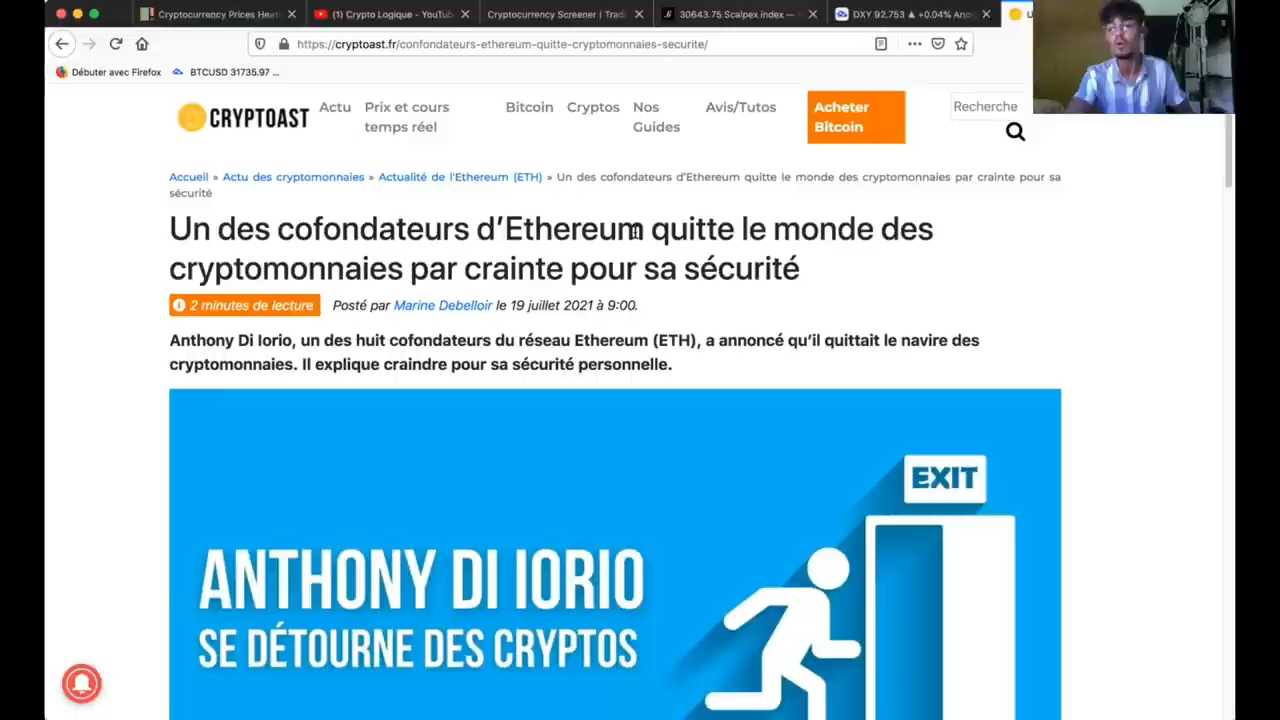 Cryptocurrency Prices Heat
(1) Crypto Logique - YouTub
Cryptocurrency Screener | Trad
30643.75 Scalpex index —
DXY 92.753 ▲ +0.04% Ano
https://cryptoast.fr/confondateurs-ethereum-quitte-cryptomonnaies-securite/
Débuter avec Firefox
BTCUSD 31735.97 ...
CRYPTOAST
Actu
Prix et cours
temps réel
Bitcoin
Cryptos
Nos
Guides
Avis/Tutos
Acheter
Bitcoin
Recherche
Accueil » Actu des cryptomonnaies » Actualité de l'Ethereum (ETH) » Un des cofondateurs d'Ethereum quitte le monde des cryptomonnaies par crainte pour sa
sécurité
Un des cofondateurs d'Ethereum quitte le monde des
cryptomonnaies par crainte pour sa sécurité
2 minutes de lecture
Posté par Marine Debelloir le 19 juillet 2021 à 9:00.
Anthony Di Iorio, un des huit cofondateurs du réseau Ethereum (ETH), a annoncé qu'il quittait le navire des
cryptomonnaies. Il explique craindre pour sa sécurité personnelle.
EXIT
ANTHONY DI IORIO
SE DÉTOURNE DES CRYPTOS